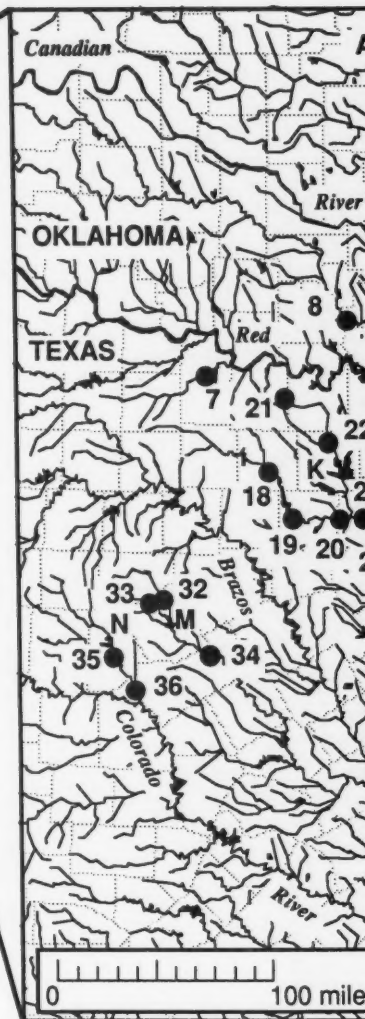 Canadian
River
OKLAHOMA
8
Red
TEXAS
7
21
22
K
18
19
20
Brazos
33
32
N
M
35
34
36
Colorado
River
0
100 mile